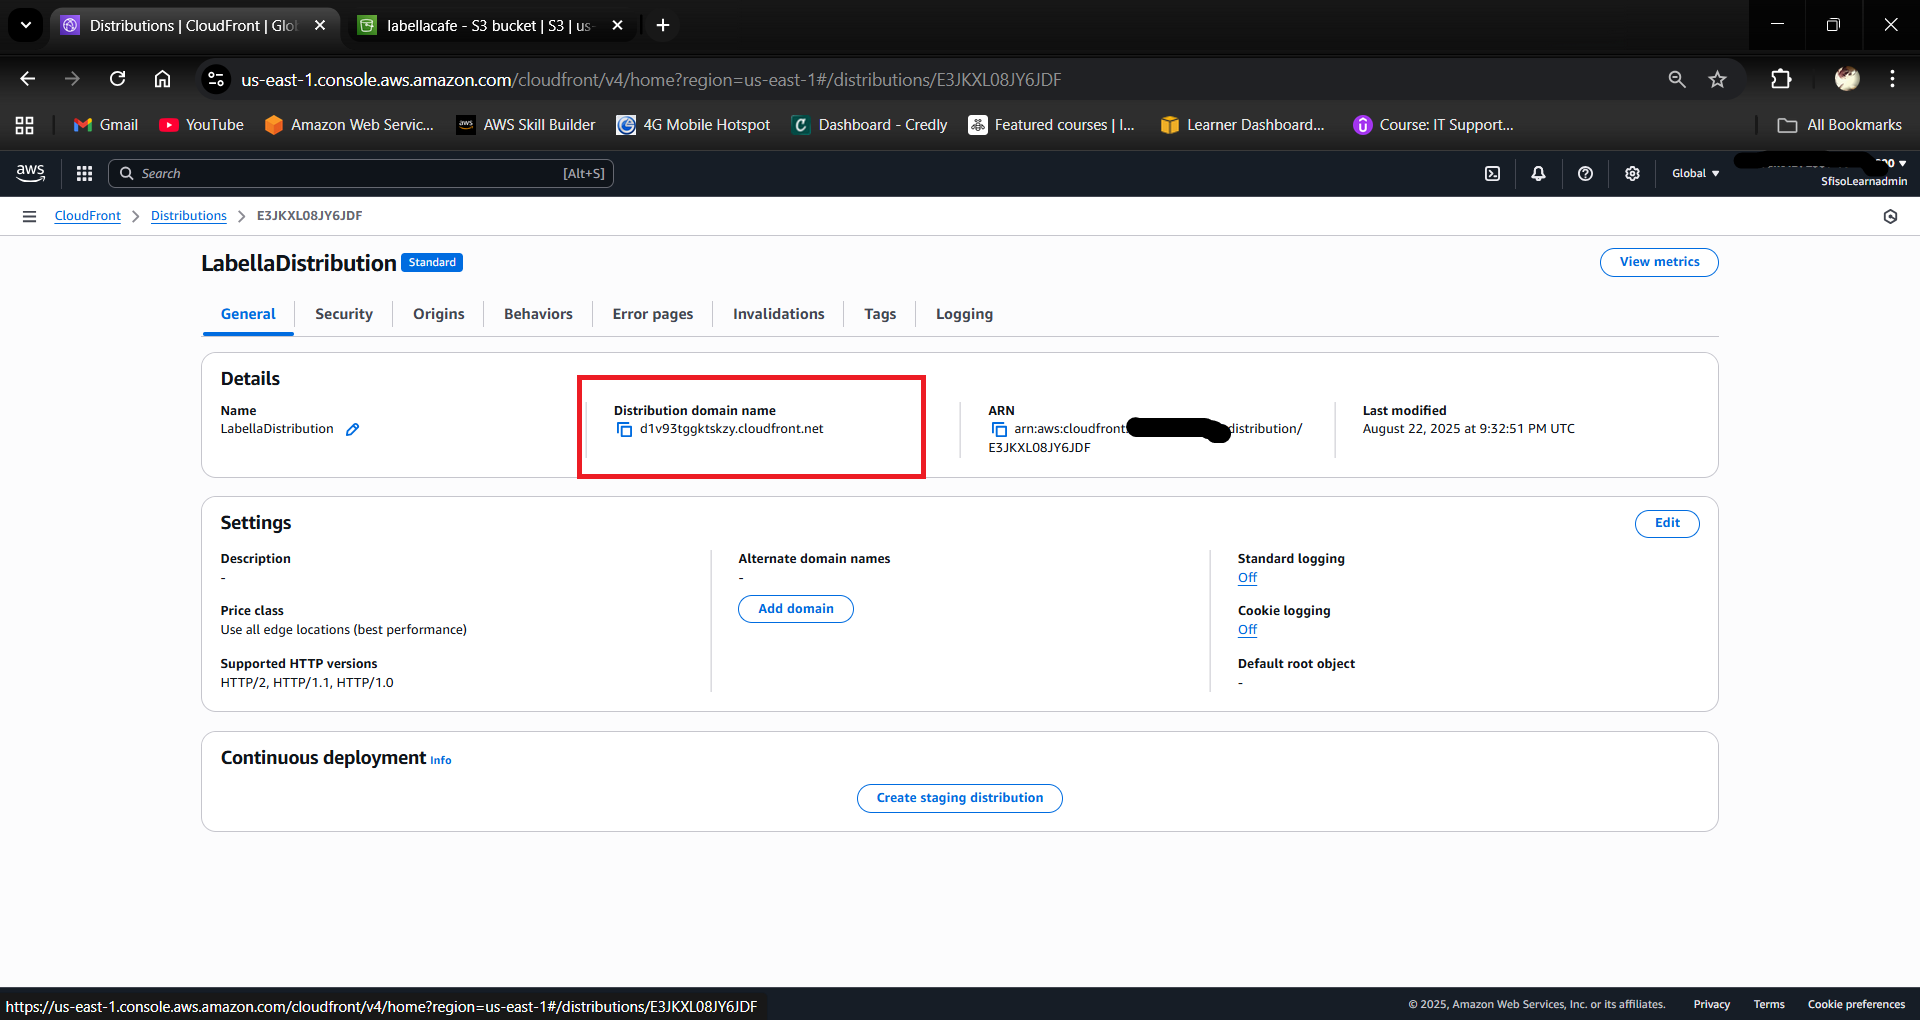 Distributions | CloudFront | Glo
labellacafe - S3 bucket | S3 | us-
us-east-1.console.aws.amazon.com/cloudfront/v4/home?region=us-east-1#/distributions/E3JKXL08JY6JDF
Gmail
YouTube
Amazon Web Servic...
aws
AWS Skill Builder
4G Mobile Hotspot
Dashboard - Credly
Featured courses | I...
Learner Dashboard...
Course: IT Support...
All Bookmarks
aws
Search
[Alt+S]
Global
SfisoLearnadmin
CloudFront
Distributions
E3JKXL08JY6JDF
LabellaDistribution
Standard
View metrics
General
Security
Origins
Behaviors
Error pages
Invalidations
Tags
Logging
Details
Name
LabellaDistribution
Distribution domain name
d1v93tggktskzy.cloudfront.net
ARN
arn:aws:cloudfront: distribution/
E3JKXL08JY6JDF
Last modified
August 22, 2025 at 9:32:51 PM UTC
Settings
Edit
Description
-
Price class
Use all edge locations (best performance)
Supported HTTP versions
HTTP/2, HTTP/1.1, HTTP/1.0
Alternate domain names
-
Add domain
Standard logging
Off
Cookie logging
Off
Default root object
-
Continuous deployment Info
Create staging distribution
https://us-east-1.console.aws.amazon.com/cloudfront/v4/home?region=us-east-1#/distributions/E3JKXL08JY6JDF
© 2025, Amazon Web Services, Inc. or its affiliates.
Privacy
Terms
Cookie preferences